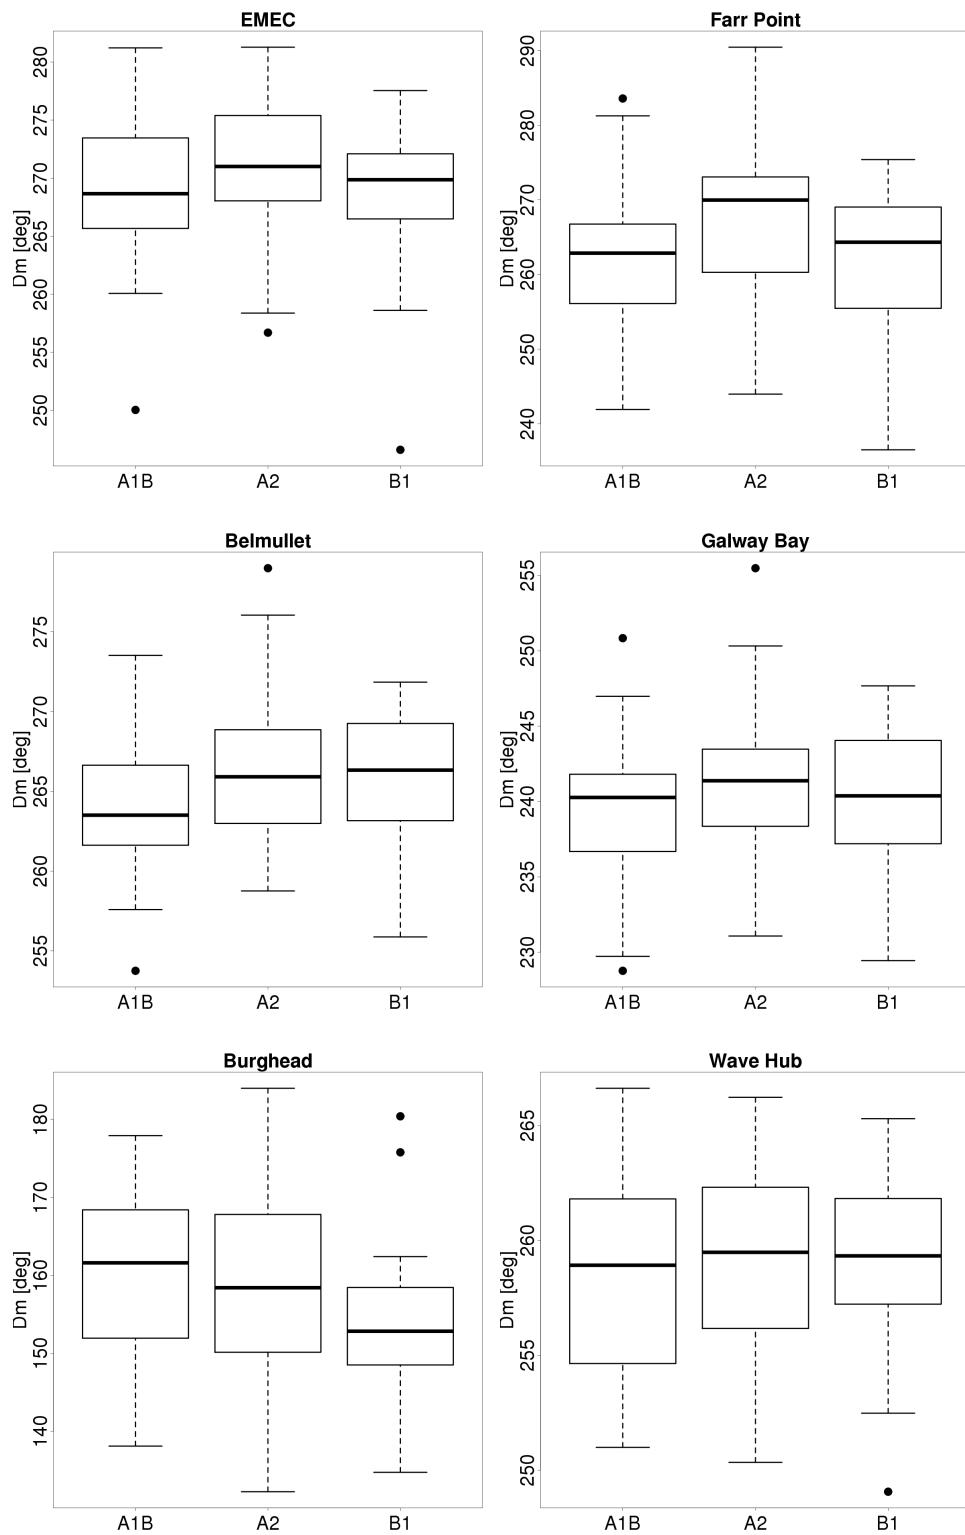 EMEC
Farr Point
Dm [deg]
280
275
270
265
260
255
250
A1B
A2
B1
Dm [deg]
290
280
270
260
250
240
A1B
A2
B1
Belmullet
Galway Bay
Dm [deg]
275
270
265
260
255
A1B
A2
B1
Dm [deg]
255
250
245
240
235
230
A1B
A2
B1
Burghead
Wave Hub
Dm [deg]
180
170
160
150
140
A1B
A2
B1
Dm [deg]
265
260
255
250
A1B
A2
B1